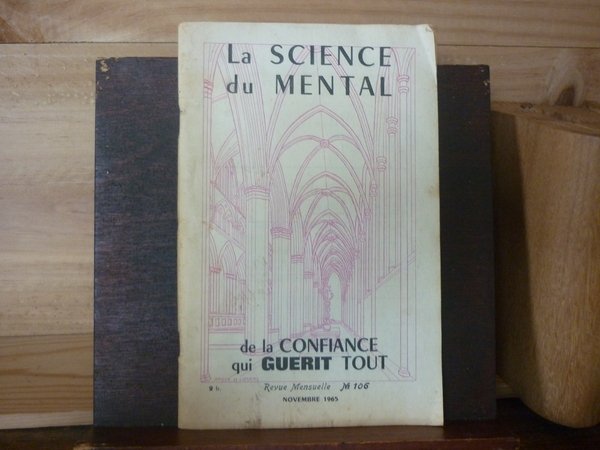 La SCIENCE
du MENTAL
de la CONFIANCE
qui GUERIT TOUT
Revue Mensuelle № 106
NOVEMBRE 1965